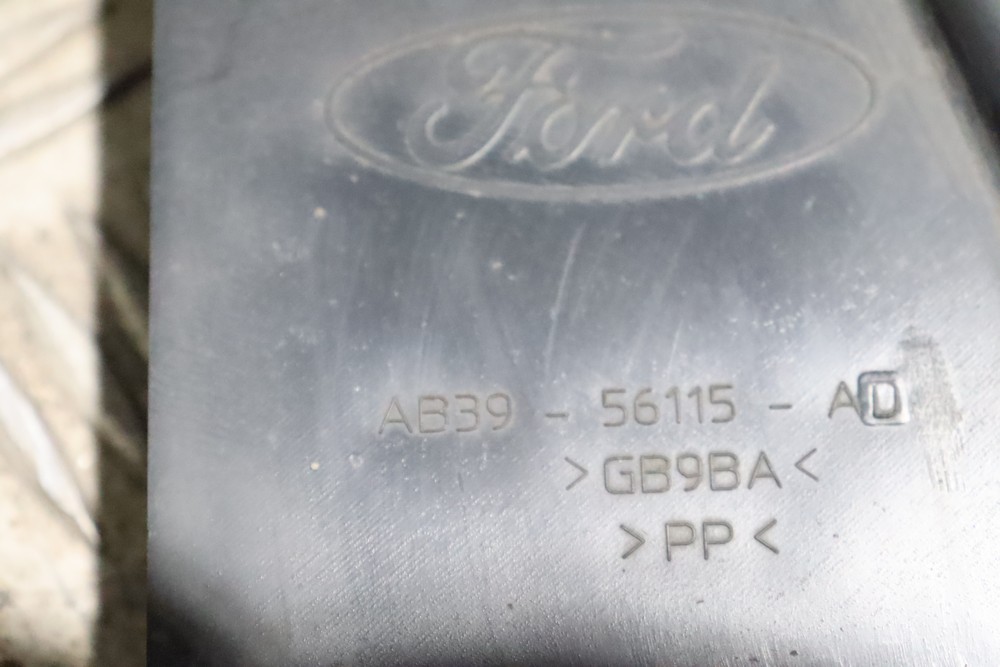 Ford
AB39 - 56115 - AD
>GB9BA<
>PP<